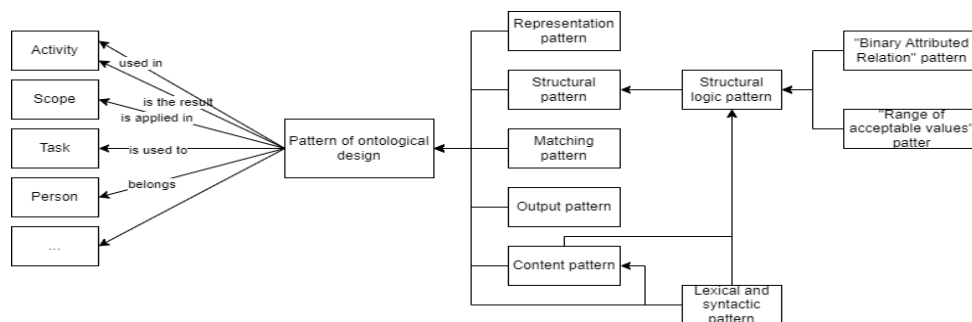 Activity
Scope
Task
Person
...
used in
is the result
is applied in
is used to
belongs
Pattern of ontological
design
Representation
pattern
Structural
pattern
Matching
pattern
Output pattern
Content pattern
Structural
logic pattern
Lexical and
syntactic
pattern
"Binary Attributed
Relation" pattern
"Range of
acceptable values"
patter